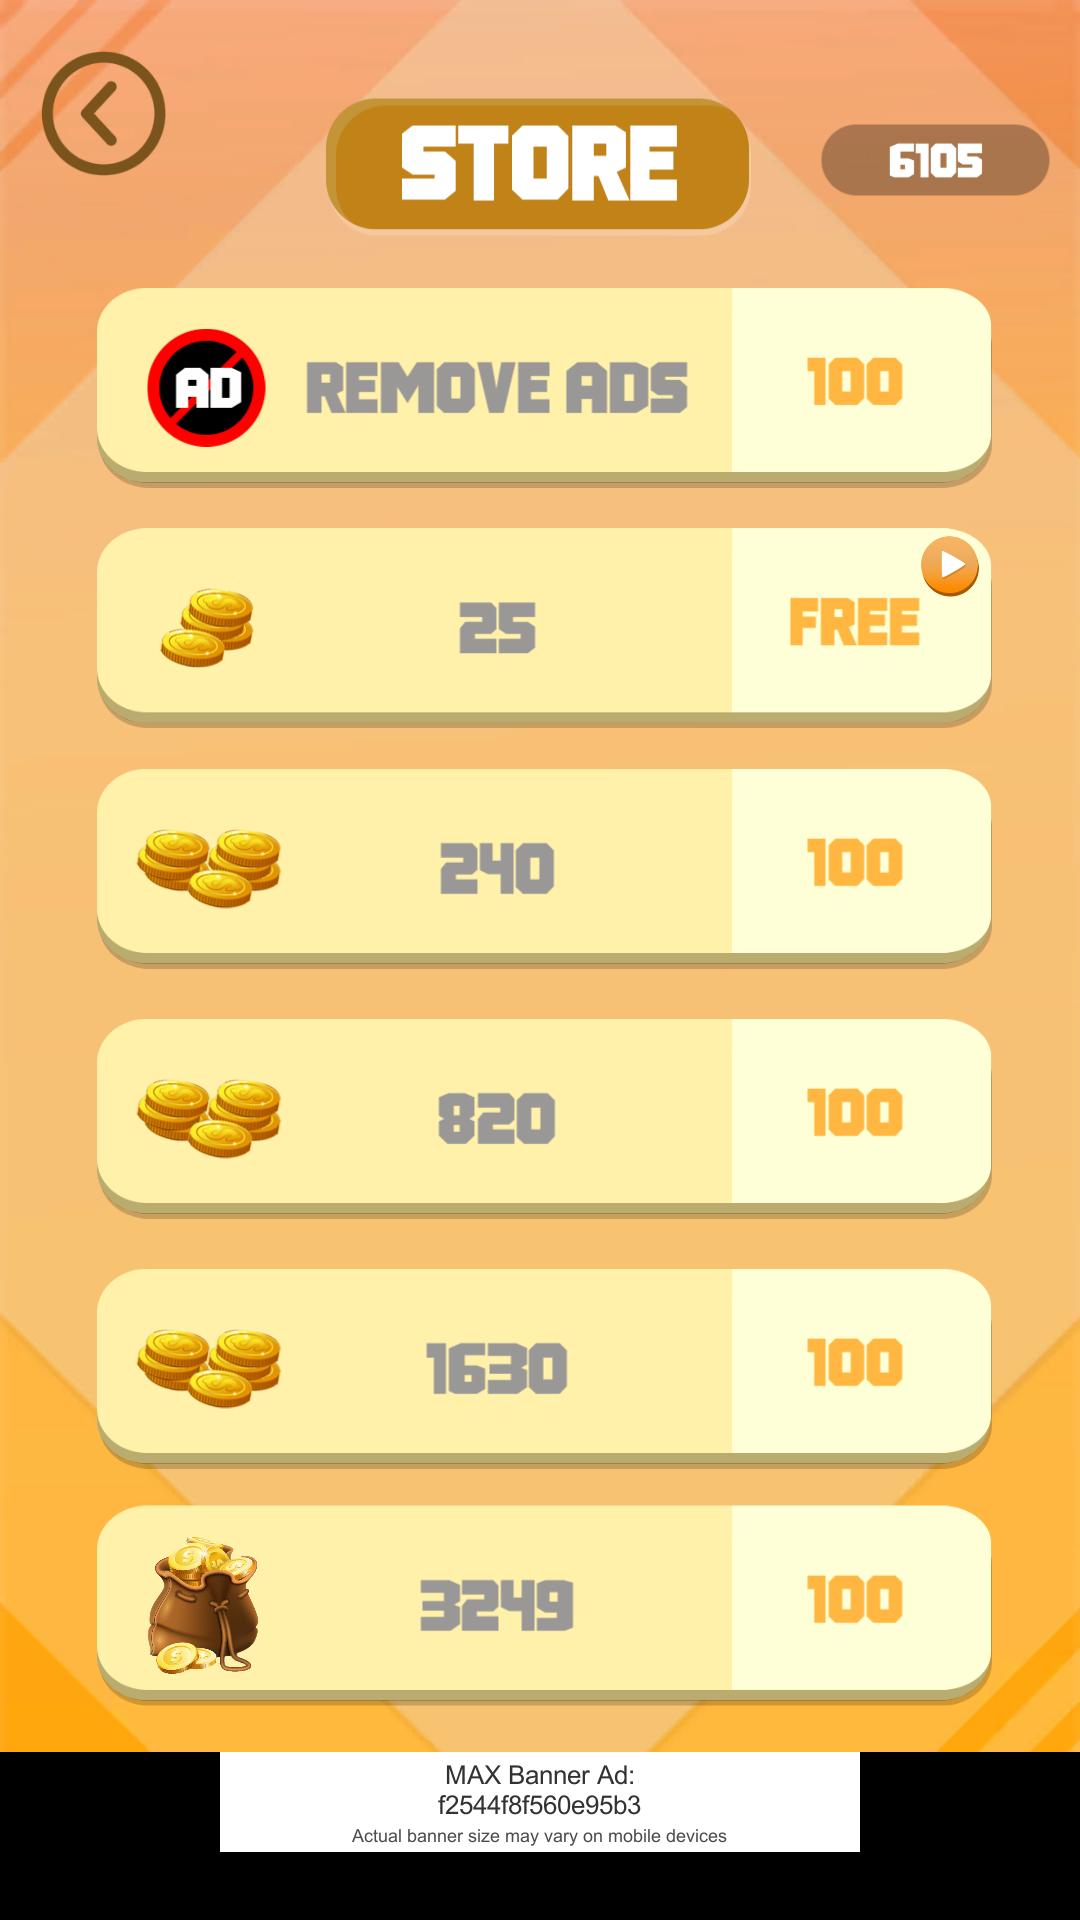 STORE
6105
AD
REMOVE ADS
100
25
FREE
240
100
820
100
1630
100
3249
100
MAX Banner Ad:
f2544f8f560e95b3
Actual banner size may vary on mobile devices